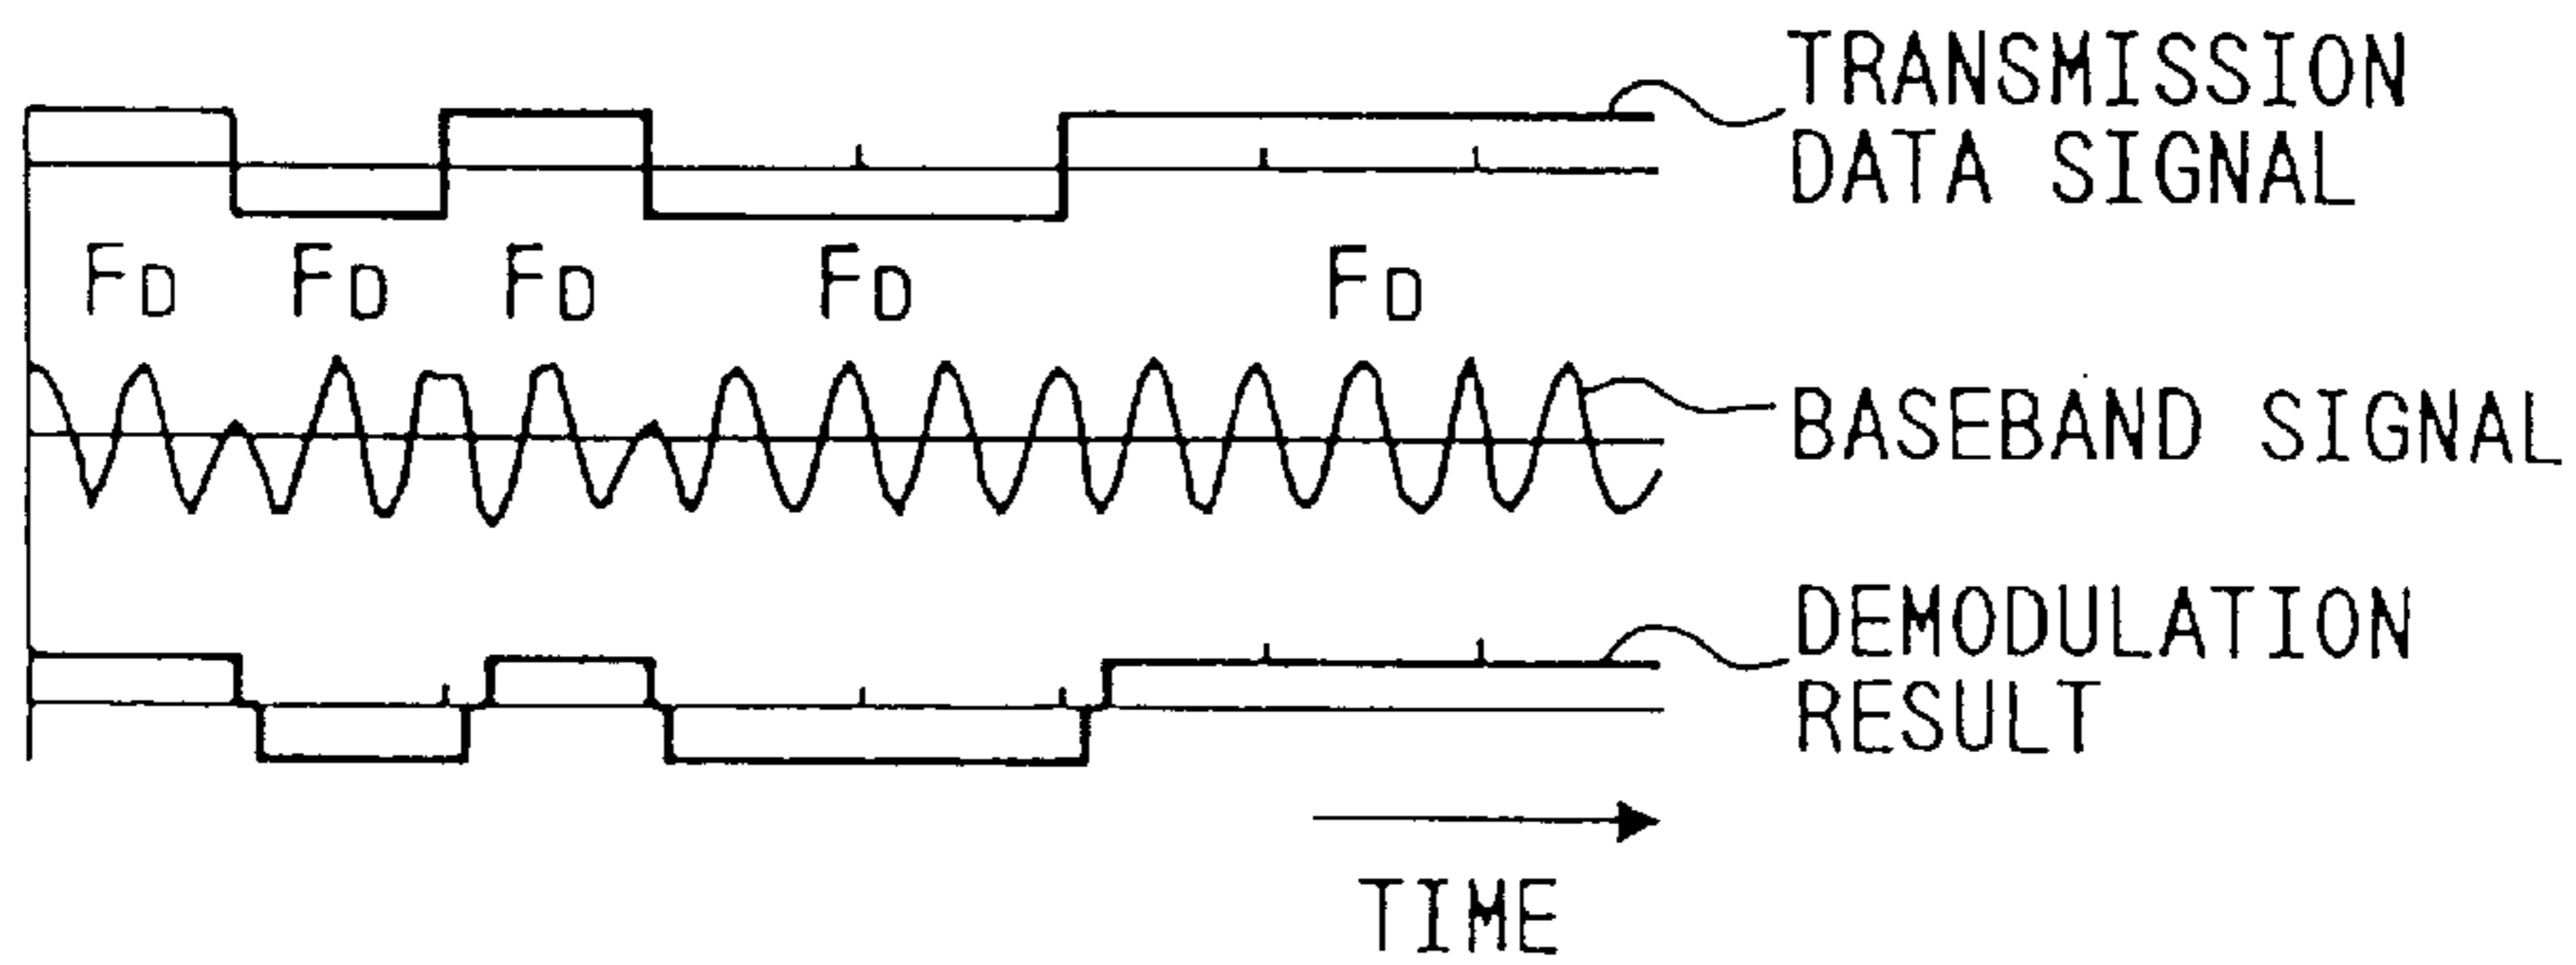 TRANSMISSION
DATA SIGNAL
FD FD FD FD FD
BASEBAND SIGNAL
DEMODULATION
RESULT
TIME